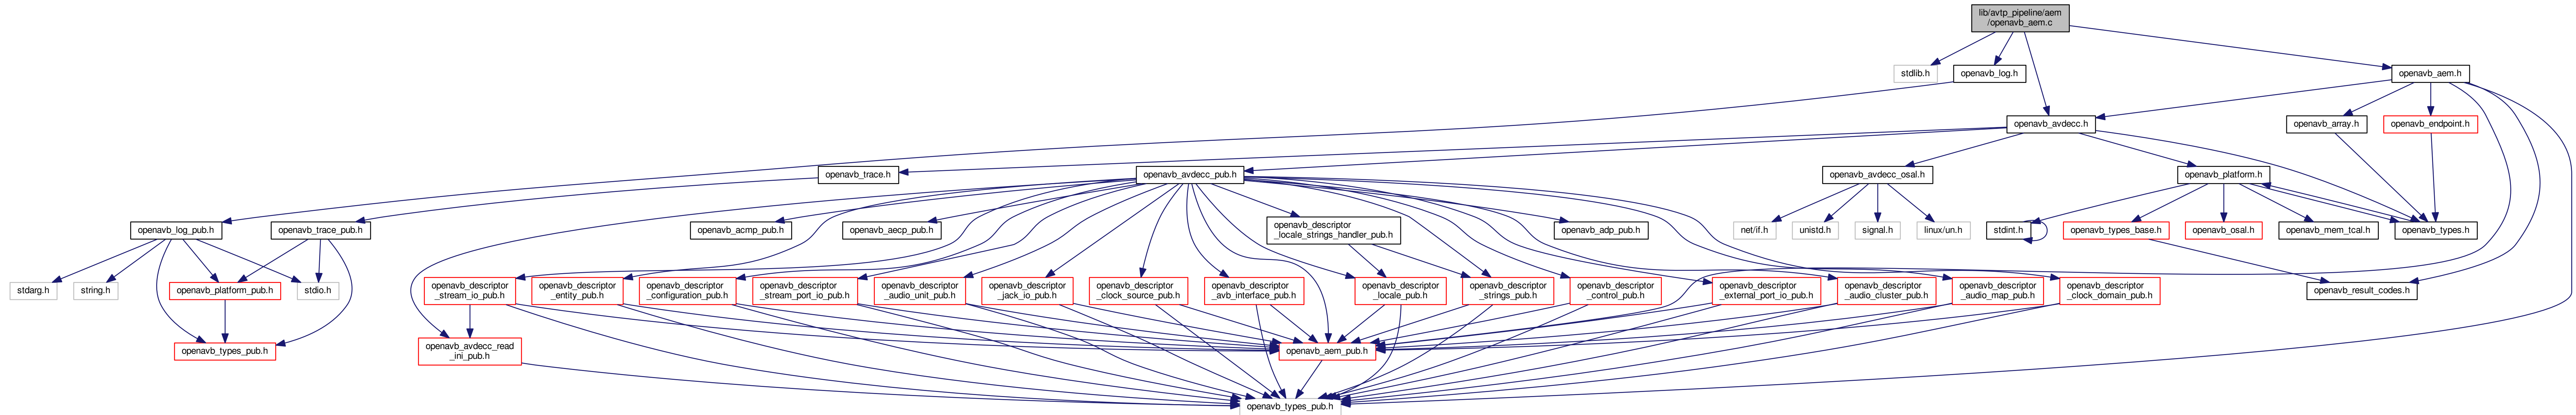 lib/avtp_pipeline/aem
/openavb_aem.c
stdlib.h
openavb_log.h
openavb_aem.h
openavb_avdecc.h
openavb_array.h
openavb_endpoint.h
openavb_trace.h
openavb_avdecc_pub.h
openavb_avdecc_osal.h
openavb_platform.h
openavb_log_pub.h
openavb_trace_pub.h
openavb_acmp_pub.h
openavb_aecp_pub.h
openavb_descriptor
_locale_strings_handler_pub.h
openavb_adp_pub.h
net/if.h
unistd.h
signal.h
linux/un.h
stdint.h
openavb_types_base.h
openavb_osal.h
openavb_mem_tcal.h
openavb_types.h
stdarg.h
string.h
openavb_platform_pub.h
stdio.h
openavb_descriptor
_stream_io_pub.h
openavb_descriptor
_entity_pub.h
openavb_descriptor
_configuration_pub.h
openavb_descriptor
_stream_port_io_pub.h
openavb_descriptor
_audio_unit_pub.h
openavb_descriptor
_jack_io_pub.h
openavb_descriptor
_clock_source_pub.h
openavb_descriptor
_avb_interface_pub.h
openavb_descriptor
_locale_pub.h
openavb_descriptor
_strings_pub.h
openavb_descriptor
_control_pub.h
openavb_descriptor
_external_port_io_pub.h
openavb_descriptor
_audio_cluster_pub.h
openavb_descriptor
_audio_map_pub.h
openavb_descriptor
_clock_domain_pub.h
openavb_result_codes.h
openavb_types_pub.h
openavb_avdecc_read
_ini_pub.h
openavb_aem_pub.h
openavb_types_pub.h